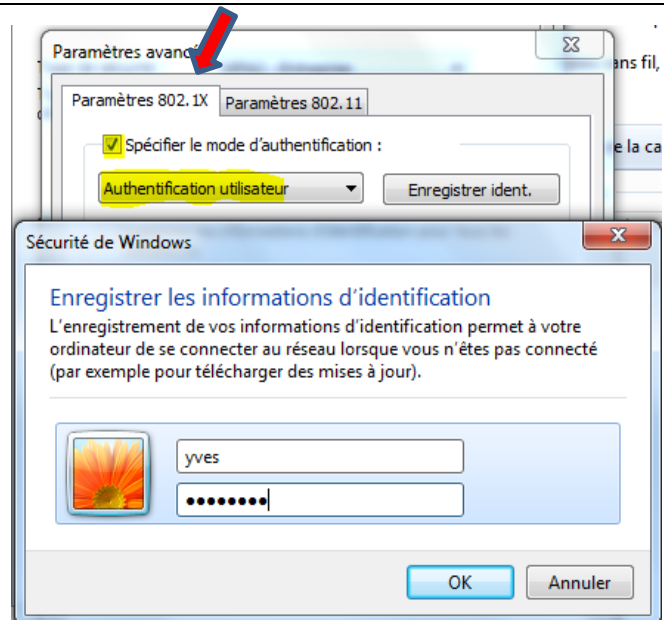 Paramètres avancé
ans fil,
Paramètres 802.1X Paramètres 802.11
Spécifier le mode d'authentification :
e la ca
Authentification utilisateur Enregistrer ident.
Sécurité de Windows
Enregistrer les informations d'identification
L'enregistrement de vos informations d'identification permet à votre
ordinateur de se connecter au réseau lorsque vous n'êtes pas connecté
(par exemple pour télécharger des mises à jour).
yves
●●●●●●●●
OK Annuler